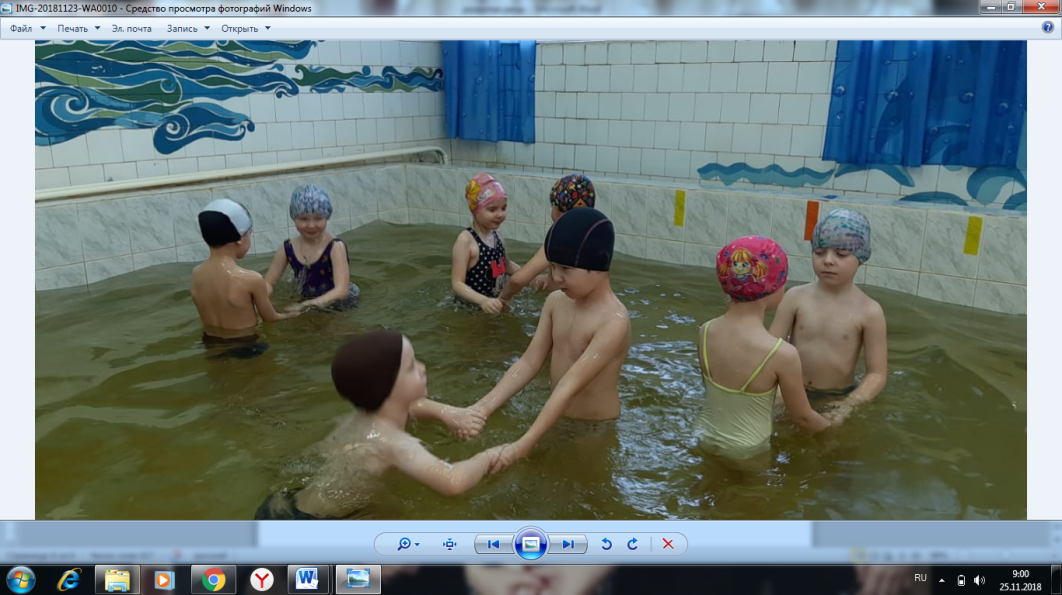 IMG-20181123-WA0010 - Средство просмотра фотографий Windows
Файл Печать Эл. почта Запись Открыть
RU
9:00
25.11.2018